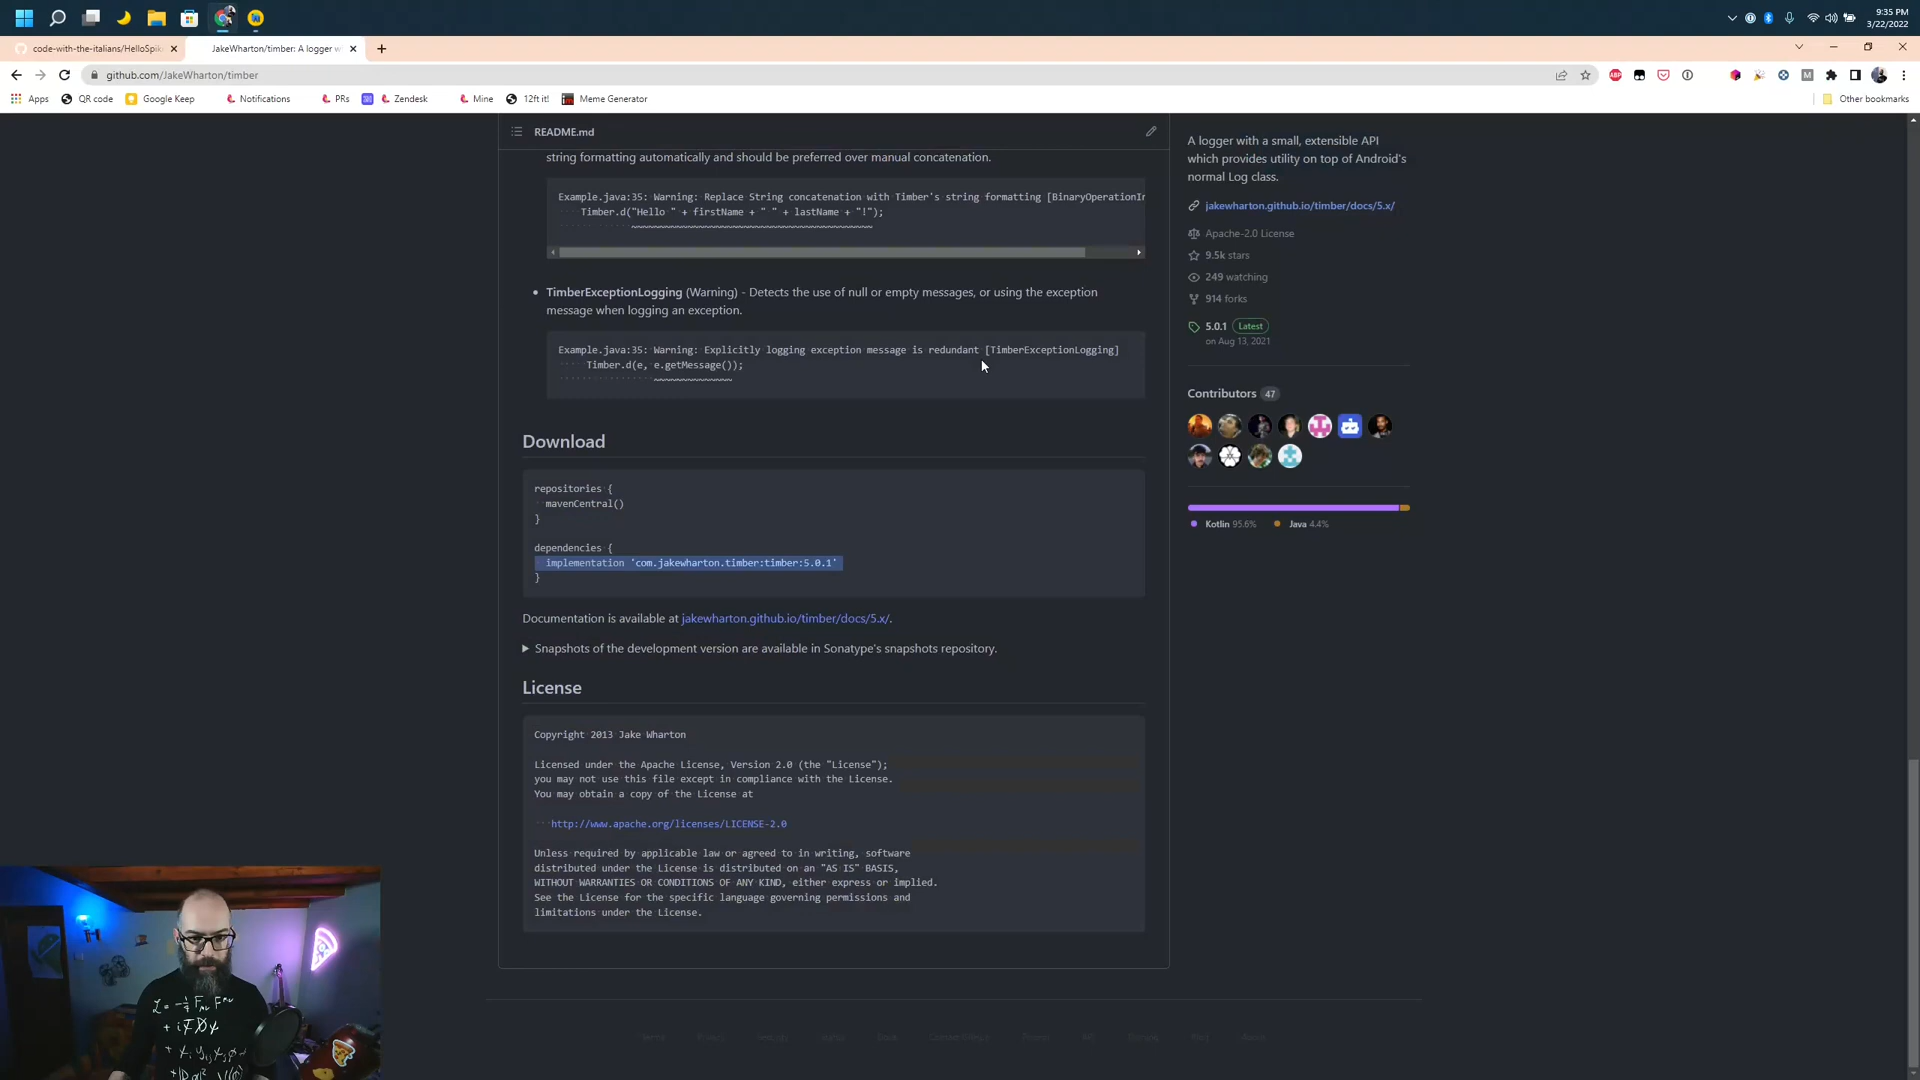 9:35 PM
3/22/2022
code-with-the-italians/HelloSpik
JakeWharton/timber: A logger w
github.com/JakeWharton/timber
Apps
QR code
Google Keep
Notifications
PRs
Zendesk
Mine
12ft it!
Meme Generator
Other bookmarks
README.md
string formatting automatically and should be preferred over manual concatenation.
Example.java:35: Warning: Replace String concatenation with Timber's string formatting [BinaryOperationIn
Timber.d("Hello " + firstName + " " + lastName + "!");
~~~~~~~~~~~~~~~~~~~~~~~~~~~~~~~~~~~~~~~~~~~
• TimberExceptionLogging (Warning) - Detects the use of null or empty messages, or using the exception
message when logging an exception.
Example.java:35: Warning: Explicitly logging exception message is redundant [TimberExceptionLogging]
Timber.d(e, e.getMessage());
~~~~~~~~~~~~~~
Download
repositories {
mavenCentral()
}
dependencies {
implementation 'com.jakewharton.timber:timber:5.0.1'
}
Documentation is available at jakewharton.github.io/timber/docs/5.x/.
Snapshots of the development version are available in Sonatype's snapshots repository.
License
Copyright 2013 Jake Wharton
Licensed under the Apache License, Version 2.0 (the "License");
you may not use this file except in compliance with the License.
You may obtain a copy of the License at
http://www.apache.org/licenses/LICENSE-2.0
Unless required by applicable law or agreed to in writing, software
distributed under the License is distributed on an "AS IS" BASIS,
WITHOUT WARRANTIES OR CONDITIONS OF ANY KIND, either express or implied.
See the License for the specific language governing permissions and
limitations under the License.
A logger with a small, extensible API
which provides utility on top of Android's
normal Log class.
jakewharton.github.io/timber/docs/5.x/
Apache-2.0 License
9.5k stars
249 watching
914 forks
5.0.1 Latest
on Aug 13, 2021
Contributors 47
Kotlin 95.6% Java 4.4%